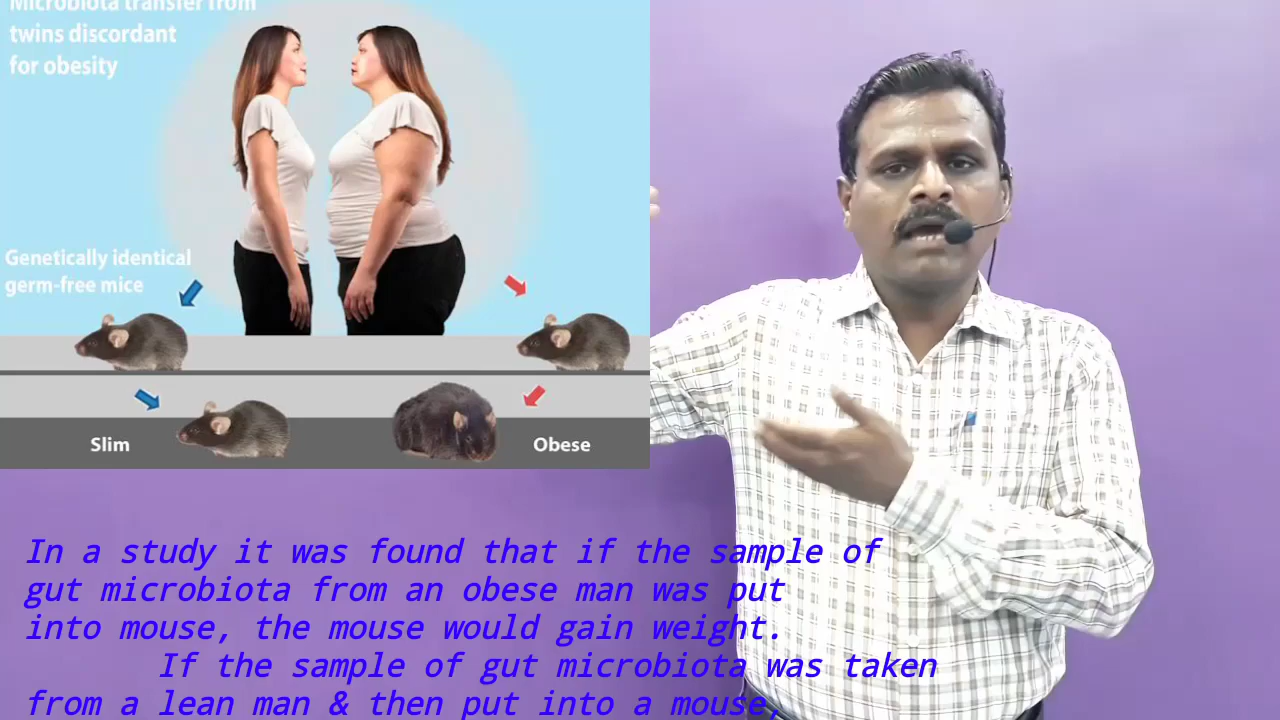 Microbiota transfer from
twins discordant
for obesity
Genetically identical
germ-free mice
Slim
Obese
In a study it was found that if the sample of
gut microbiota from an obese man was put
into mouse, the mouse would gain weight.
If the sample of gut microbiota was taken
from a lean man & then put into a mouse,